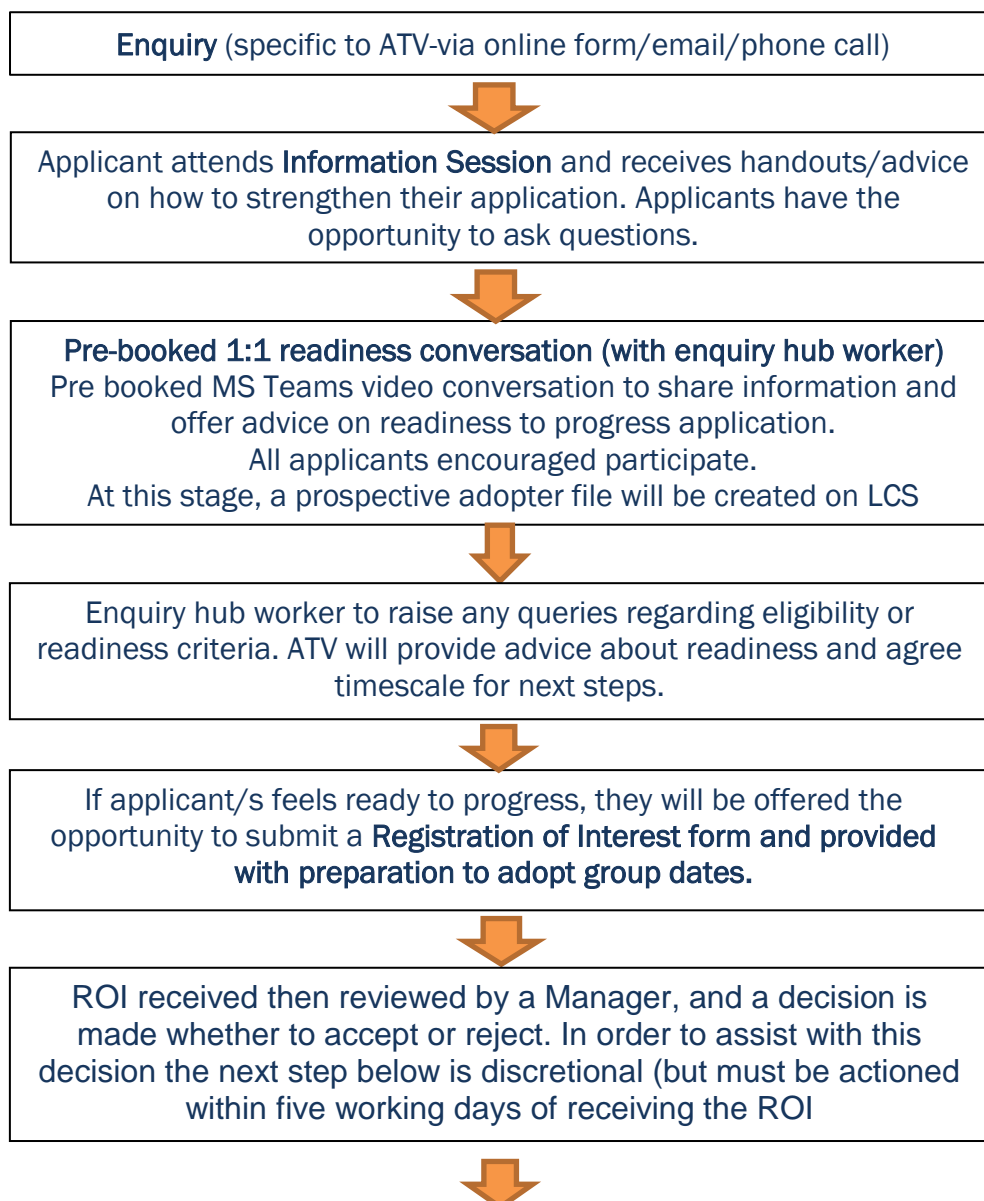 Enquiry (specific to ATV-via online form/email/phone call)
Applicant attends Information Session and receives handouts/advice
on how to strengthen their application. Applicants have the
opportunity to ask questions.
Pre-booked 1:1 readiness conversation (with enquiry hub worker)
Pre booked MS Teams video conversation to share information and
offer advice on readiness to progress application.
All applicants encouraged participate.
At this stage, a prospective adopter file will be created on LCS
Enquiry hub worker to raise any queries regarding eligibility or
readiness criteria. ATV will provide advice about readiness and agree
timescale for next steps.
If applicant/s feels ready to progress, they will be offered the
opportunity to submit a Registration of Interest form and provided
with preparation to adopt group dates.
ROI received then reviewed by a Manager, and a decision is
made whether to accept or reject. In order to assist with this
decision the next step below is discretional (but must be actioned
within five working days of receiving the ROI